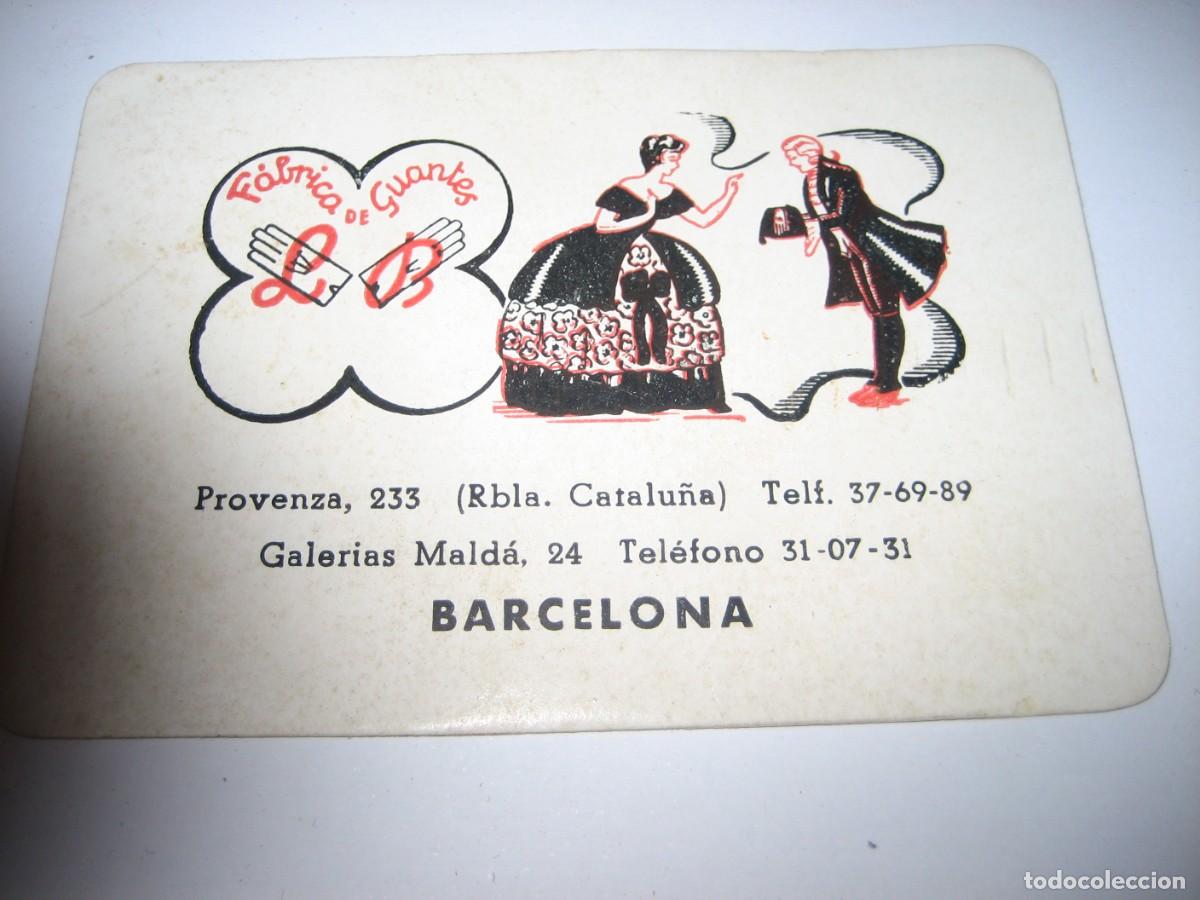 Fábrica DE Guantes
L B
Provenza, 233 (Rbla. Cataluña) Telf. 37-69-89
Galerias Maldá, 24 Teléfono 31-07-31
BARCELONA
todocoleccion